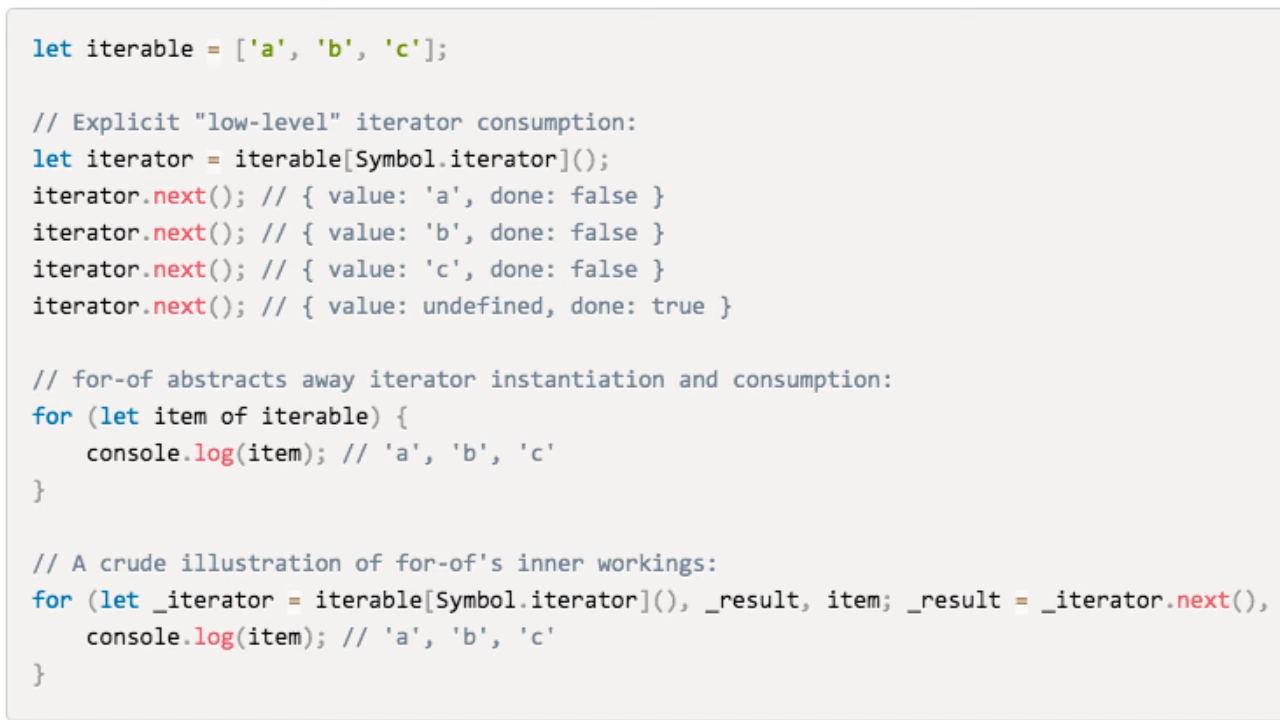 let iterable = ['a', 'b', 'c'];
// Explicit "low-level" iterator consumption:
let iterator = iterable[Symbol.iterator]();
iterator.next(); // { value: 'a', done: false }
iterator.next(); // { value: 'b', done: false }
iterator.next(); // { value: 'c', done: false }
iterator.next(); // { value: undefined, done: true }
// for-of abstracts away iterator instantiation and consumption:
for (let item of iterable) {
    console.log(item); // 'a', 'b', 'c'
}
// A crude illustration of for-of's inner workings:
for (let _iterator = iterable[Symbol.iterator](), _result, item; _result = _iterator.next(),
    console.log(item); // 'a', 'b', 'c'
}